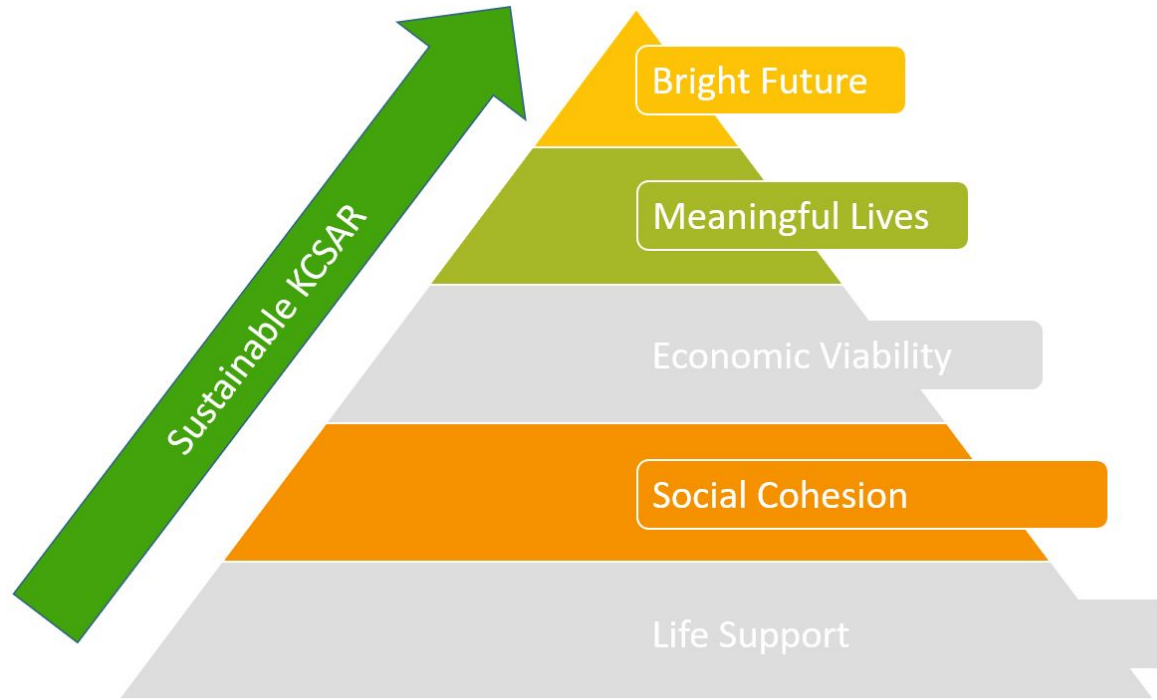 Sustainable KCSAR
Bright Future
Meaningful Lives
Economic Viability
Social Cohesion
Life Support